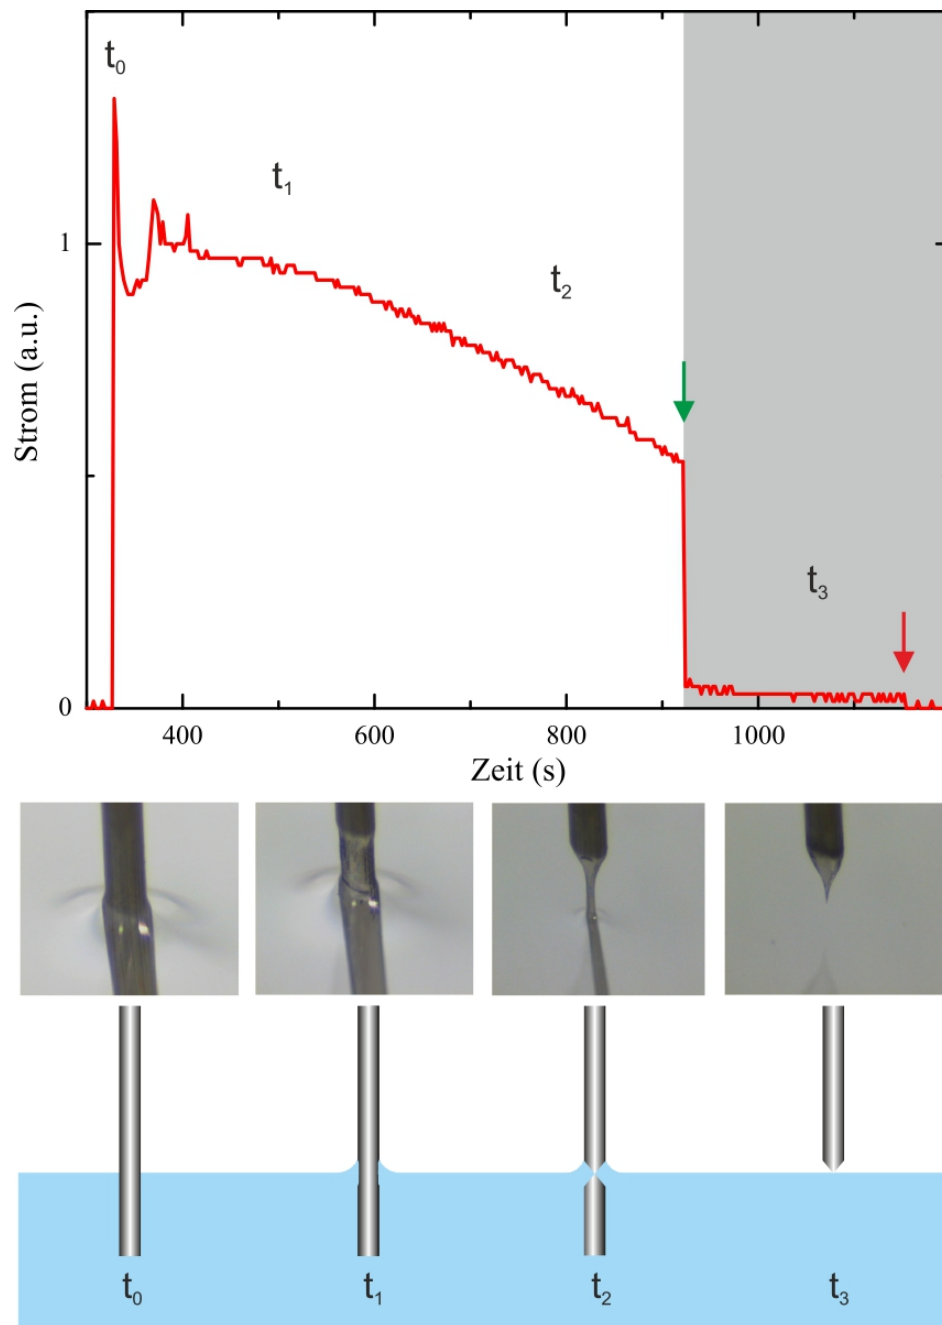 t₀
t₁
t₂
t₃
1
0
Strom (a.u.)
400 600 800 1000
Zeit (s)
t₀ t₁ t₂ t₃